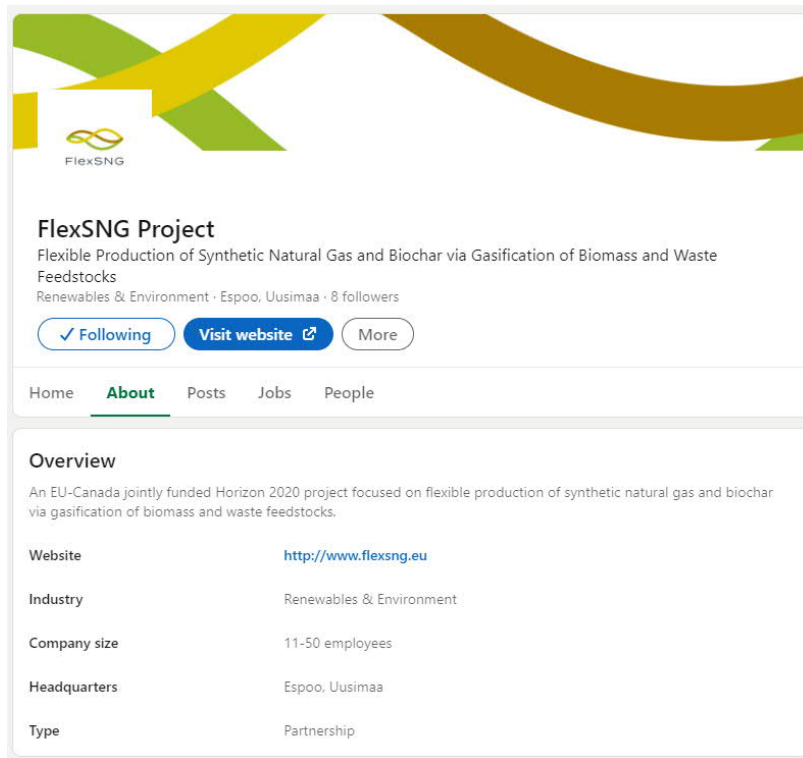 FlexSNG
FlexSNG Project
Flexible Production of Synthetic Natural Gas and Biochar via Gasification of Biomass and Waste
Feedstocks
Renewables & Environment · Espoo, Uusimaa · 8 followers
✓ Following Visit website More
Home About Posts Jobs People
Overview
An EU-Canada jointly funded Horizon 2020 project focused on flexible production of synthetic natural gas and biochar
via gasification of biomass and waste feedstocks.
Website http://www.flexsng.eu
Industry Renewables & Environment
Company size 11-50 employees
Headquarters Espoo, Uusimaa
Type Partnership